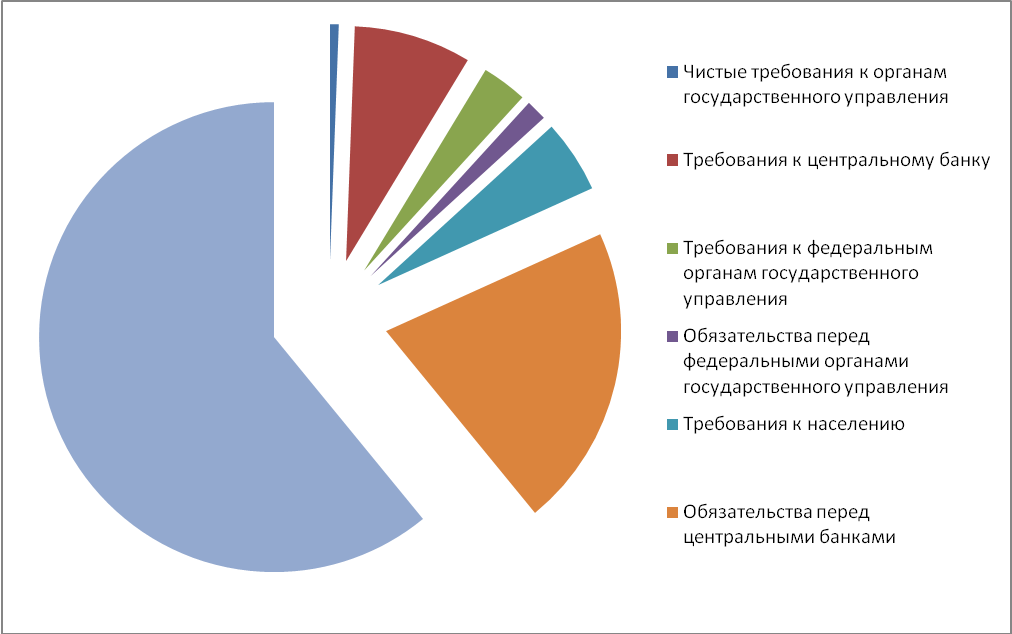 Чистые требования к органам
государственного управления
Требования к центральному банку
Требования к федеральным
органам государственного
управления
Обязательства перед
федеральными органами
государственного управления
Требования к населению
Обязательства перед
центральными банками